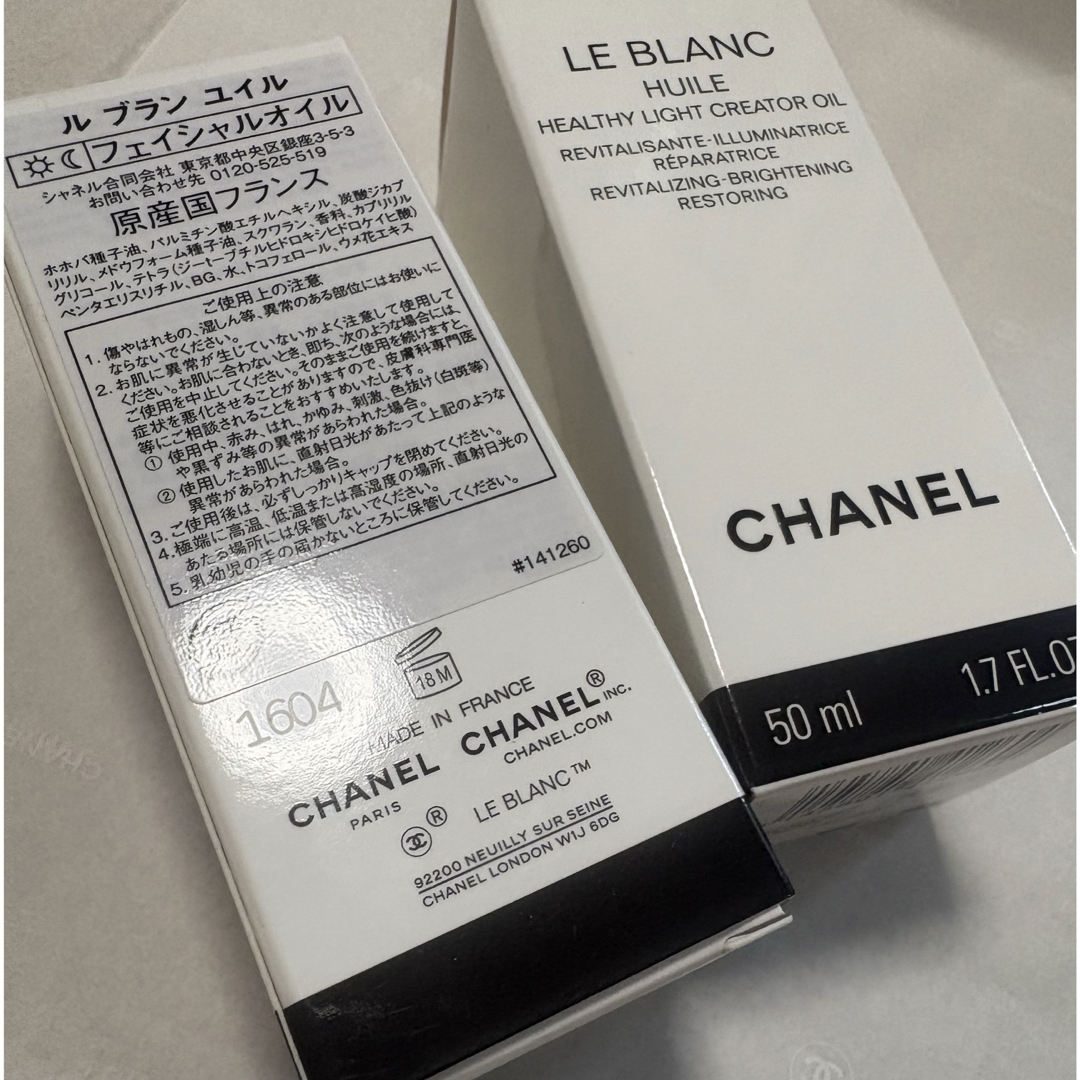 ル ブラン ユイル
フェイシャルオイル
シャネル合同会社 東京都中央区銀座3-5-3
お問い合わせ先 0120-525-519
原産国フランス
ホホバ種子油、パルミチン酸エチルヘキシル、炭酸ジカプ
リリル、メドウフォーム種子油、スクワラン、香料、カプリリル
グリコール、テトラ(ジ-t-ブチルヒドロキシヒドロケイヒ酸)
ペンタエリスリチル、BG、水、トコフェロール、ウメ花エキス
ご使用上の注意
1. 傷やはれもの、湿しん等、異常のある部位にはお使いに
ならないでください。
2. お肌に異常が生じていないかよく注意して使用して
ください。お肌に合わないとき、即ち、次のような場合には、
ご使用を中止してください。そのままご使用を続けますと、
症状を悪化させることがありますので、皮膚科専門医
等にご相談されることをおすすめいたします。
① 使用中、赤み、はれ、かゆみ、刺激、色抜け(白斑等)
や黒ずみ等の異常があらわれた場合。
② 使用したお肌に、直射日光があたって上記のような
異常があらわれた場合。
3. ご使用後は、必ずしっかりキャップを閉めてください。
4. 極端に高温、低温または高湿度の場所、直射日光の
あたる場所には保管しないでください。
5. 乳幼児の手の届かないところに保管してください。
#141260
1604
18M
MADE IN FRANCE
CHANEL CHANEL® INC.
PARIS CHANEL.COM
® LE BLANC™
92200 NEUILLY SUR SEINE
CHANEL LONDON W1J 6DG
LE BLANC
HUILE
HEALTHY LIGHT CREATOR OIL
REVITALISANTE-ILLUMINATRICE
RÉPARATRICE
REVITALIZING-BRIGHTENING
RESTORING
CHANEL
50 ml 1.7 FL.OZ